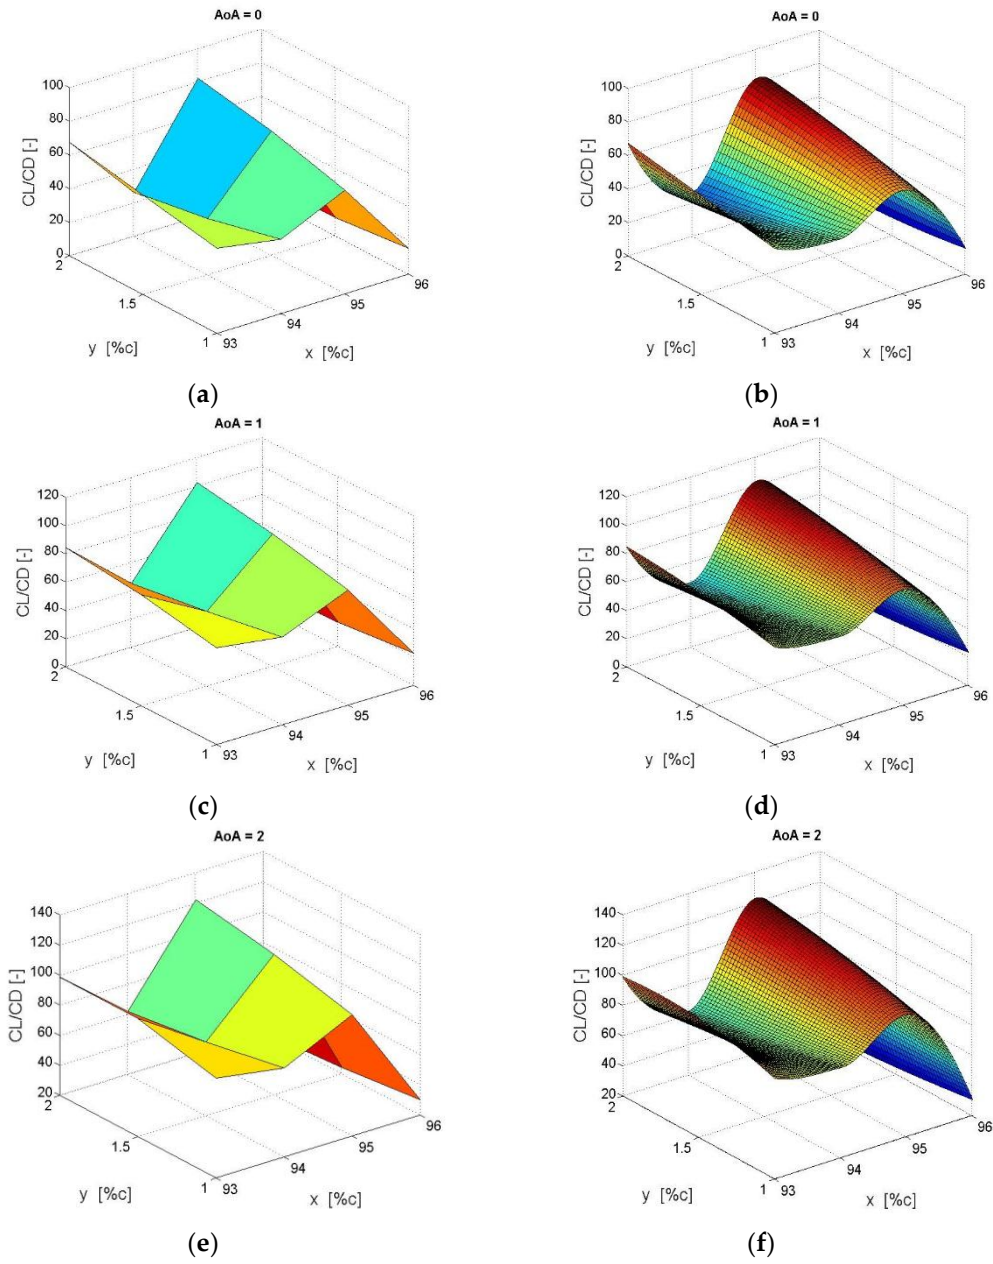 AoA = 0
100
80
60
40
20
0
CL/CD [-]
2
1.5
1
y [%c]
93
94
95
96
x [%c]
(a)
AoA = 0
100
80
60
40
20
0
CL/CD [-]
2
1.5
1
y [%c]
93
94
95
96
x [%c]
(b)
AoA = 1
120
100
80
60
40
20
0
CL/CD [-]
2
1.5
1
y [%c]
93
94
95
96
x [%c]
(c)
AoA = 1
120
100
80
60
40
20
0
CL/CD [-]
2
1.5
1
y [%c]
93
94
95
96
x [%c]
(d)
AoA = 2
140
120
100
80
60
40
20
CL/CD [-]
2
1.5
1
y [%c]
93
94
95
96
x [%c]
(e)
AoA = 2
140
120
100
80
60
40
20
CL/CD [-]
2
1.5
1
y [%c]
93
94
95
96
x [%c]
(f)